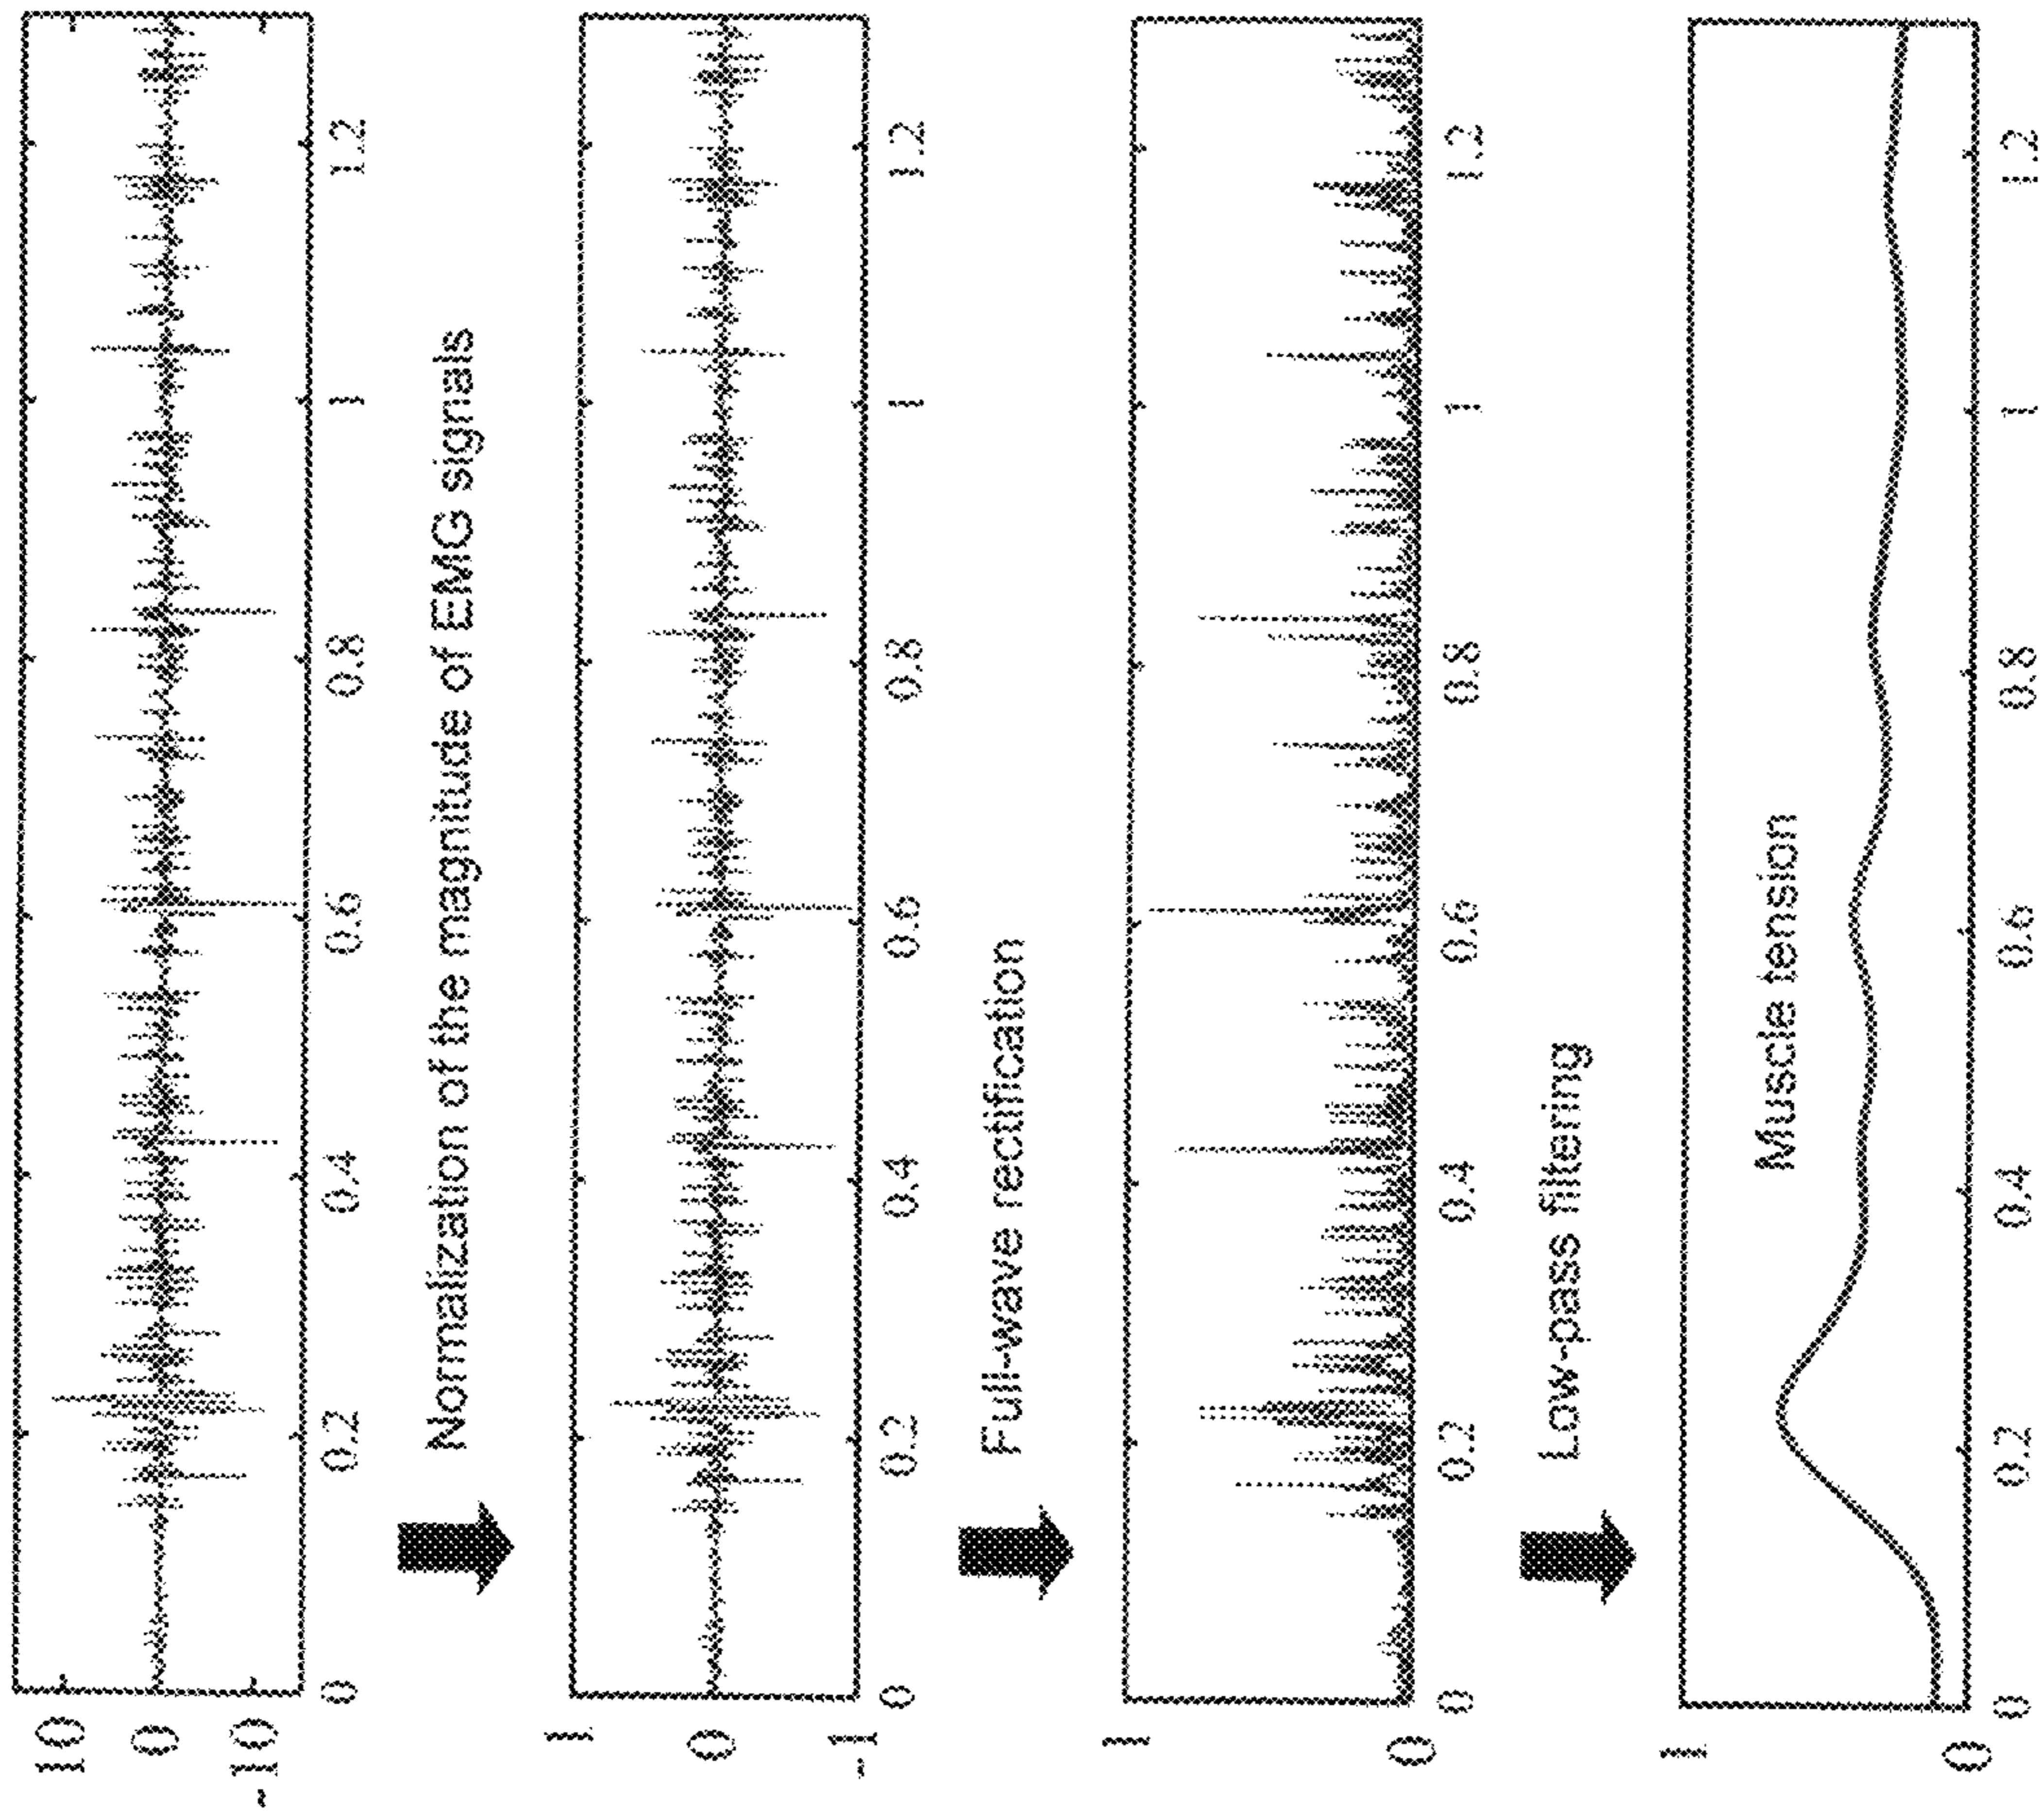 10
0
-10
0 0.2 0.4 0.6 0.8 1 1.2
Normalization of the magnitude of EMG signals
1
0
-1
0 0.2 0.4 0.6 0.8 1 1.2
Full-wave rectification
1
0
0 0.2 0.4 0.6 0.8 1 1.2
Low-pass filtering
1
Muscle tension
0
0 0.2 0.4 0.6 0.8 1 1.2